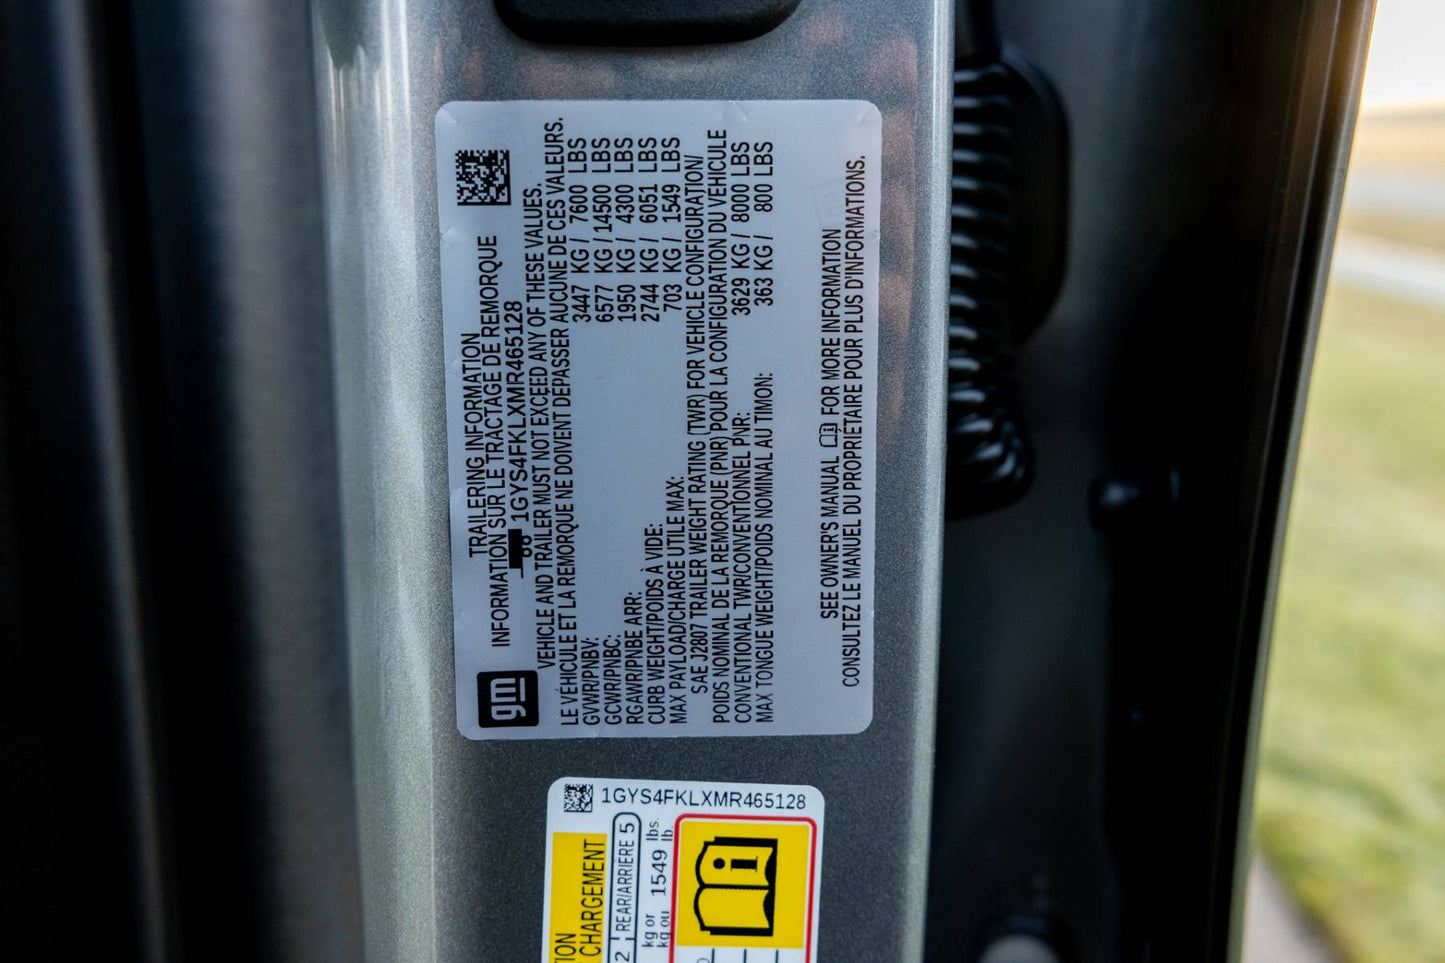 gm
TRAILERING INFORMATION
INFORMATION SUR LE TRACTAGE DE REMORQUE
1GYS4FKLXMR465128
VEHICLE AND TRAILER MUST NOT EXCEED ANY OF THESE VALUES.
LE VÉHICULE ET LA REMORQUE NE DOIVENT DÉPASSER AUCUNE DE CES VALEURS.
GVWR/PNBV: 3447 KG / 7600 LBS
GCWR/PNBC: 6577 KG / 14500 LBS
RGAWR/PNBE ARR: 1950 KG / 4300 LBS
CURB WEIGHT/POIDS À VIDE: 2744 KG / 6051 LBS
MAX PAYLOAD/CHARGE UTILE MAX: 703 KG / 1549 LBS
SAE J2807 TRAILER WEIGHT RATING (TWR) FOR VEHICLE CONFIGURATION/
POIDS NOMINAL DE LA REMORQUE (PNR) POUR LA CONFIGURATION DU VÉHICULE
CONVENTIONAL TWR/CONVENTIONNEL PNR: 3629 KG / 8000 LBS
MAX TONGUE WEIGHT/POIDS NOMINAL AU TIMON: 363 KG / 800 LBS
SEE OWNER'S MANUAL FOR MORE INFORMATION
CONSULTEZ LE MANUEL DU PROPRIÉTAIRE POUR PLUS D'INFORMATIONS.
1GYS4FKLXMR465128
CHARGEMENT
2 REAR/ARRIÈRE 5
kg or 1549 lbs.
kg ou lb.